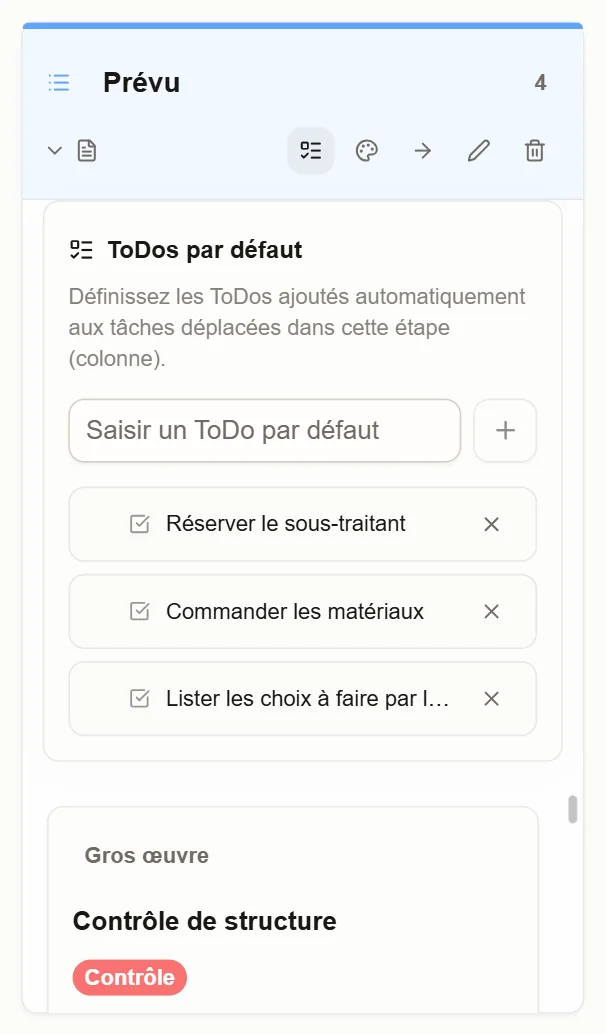 Prévu
4
ToDos par défaut
Définissez les ToDos ajoutés automatiquement
aux tâches déplacées dans cette étape
(colonne).
Saisir un ToDo par défaut
Réserver le sous-traitant
Commander les matériaux
Lister les choix à faire par l…
Gros œuvre
Contrôle de structure
Contrôle